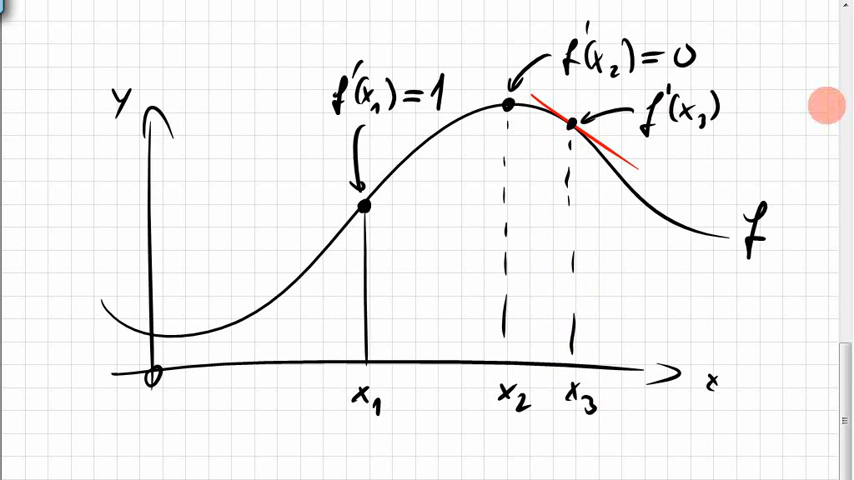 f'(x₂)=0
f'(x₁)=1
f'(x₃)
y
f
x₁
x₂
x₃
x
0